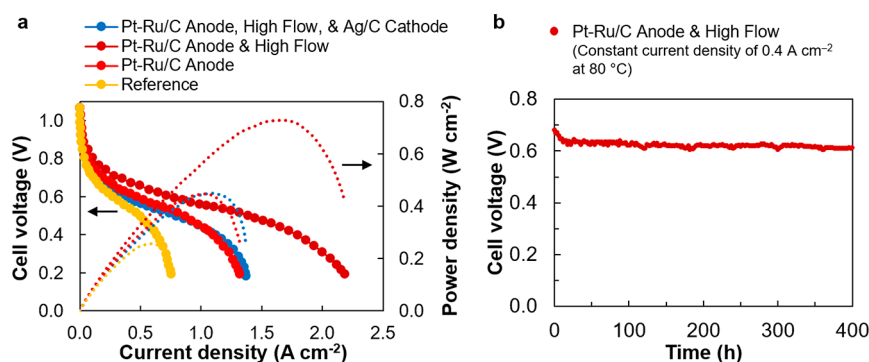 a
Pt-Ru/C Anode, High Flow, & Ag/C Cathode
Pt-Ru/C Anode & High Flow
Pt-Ru/C Anode
Reference
Cell voltage (V)
1.0
0.8
0.6
0.4
0.2
0.0
0.8
0.6
0.4
0.2
0.0
Power density (W cm⁻²)
0.0 0.5 1.0 1.5 2.0 2.5
Current density (A cm⁻²)
b
Pt-Ru/C Anode & High Flow
(Constant current density of 0.4 A cm⁻²
at 80 °C)
Cell voltage (V)
0.8
0.6
0.4
0.2
0.0
0 100 200 300 400
Time (h)